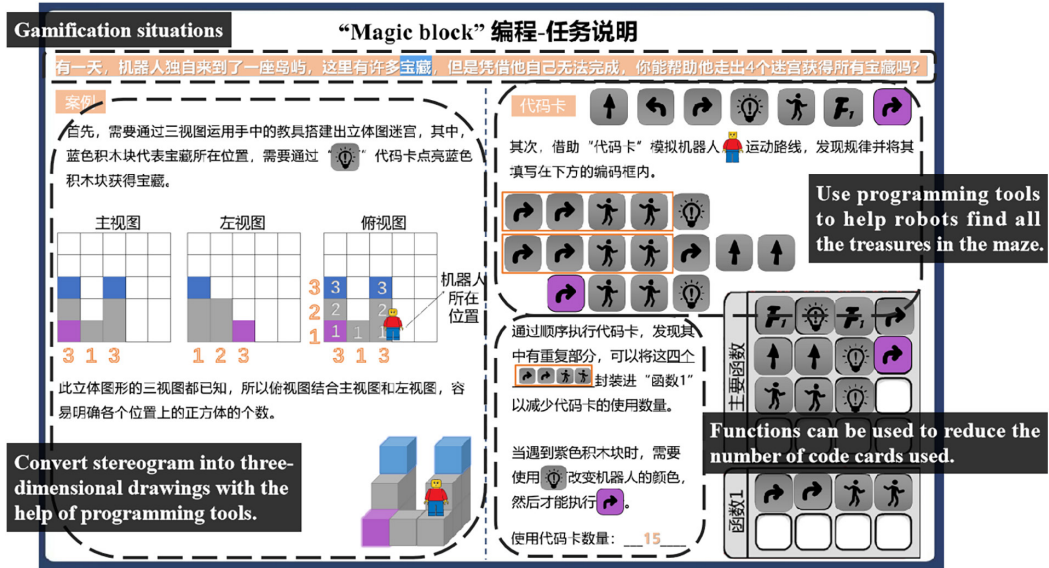 Gamification situations
“Magic block” 编程-任务说明
有一天，机器人独自来到了一座岛屿，这里有许多宝藏，但是凭借他自己无法完成，你能帮助他走出4个迷宫获得所有宝藏吗？
案例
首先，需要通过三视图运用手中的教具搭建出立体图迷宫，其中，
蓝色积木块代表宝藏所在位置，需要通过“ ”代码卡点亮蓝色
积木块获得宝藏。
主视图 左视图 俯视图
3 3 3
2 2 2
1 1 1 1
3 1 3 1 2 3 3 1 3
机器人
所在
位置
此立体图形的三视图都已知，所以俯视图结合主视图和左视图，容
易明确各个位置上的正方体的个数。
Convert stereogram into three-
dimensional drawings with the
help of programming tools.
代码卡
F1
其次，借助“代码卡”模拟机器人 运动路线，发现规律并将其
填写在下方的编码框内。
Use programming tools
to help robots find all
the treasures in the maze.
通过顺序执行代码卡，发现其
中有重复部分，可以将这四个
封装进“函数1”
以减少代码卡的使用数量。
当遇到紫色积木块时，需要
使用 改变机器人的颜色，
然后才能执行 。
使用代码卡数量： 15
主要函数
F1 F1
Functions can be used to reduce the
number of code cards used.
函数1